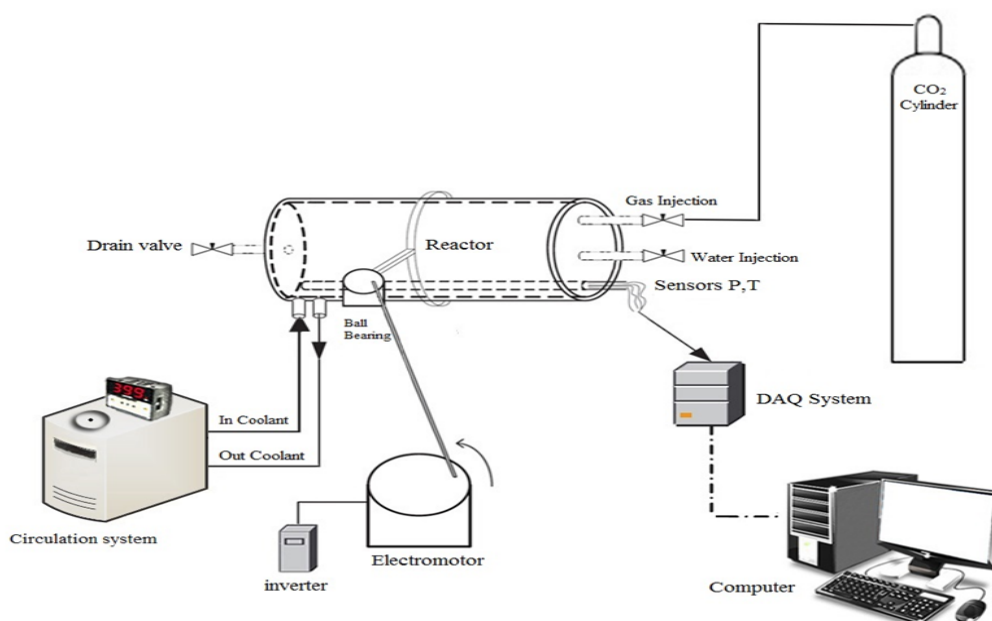 CO₂
Cylinder
Gas Injection
Drain valve
Reactor
Water Injection
Sensors P,T
Ball
Bearing
399
DAQ System
In Coolant
Out Coolant
Circulation system
Electromotor
inverter
Computer